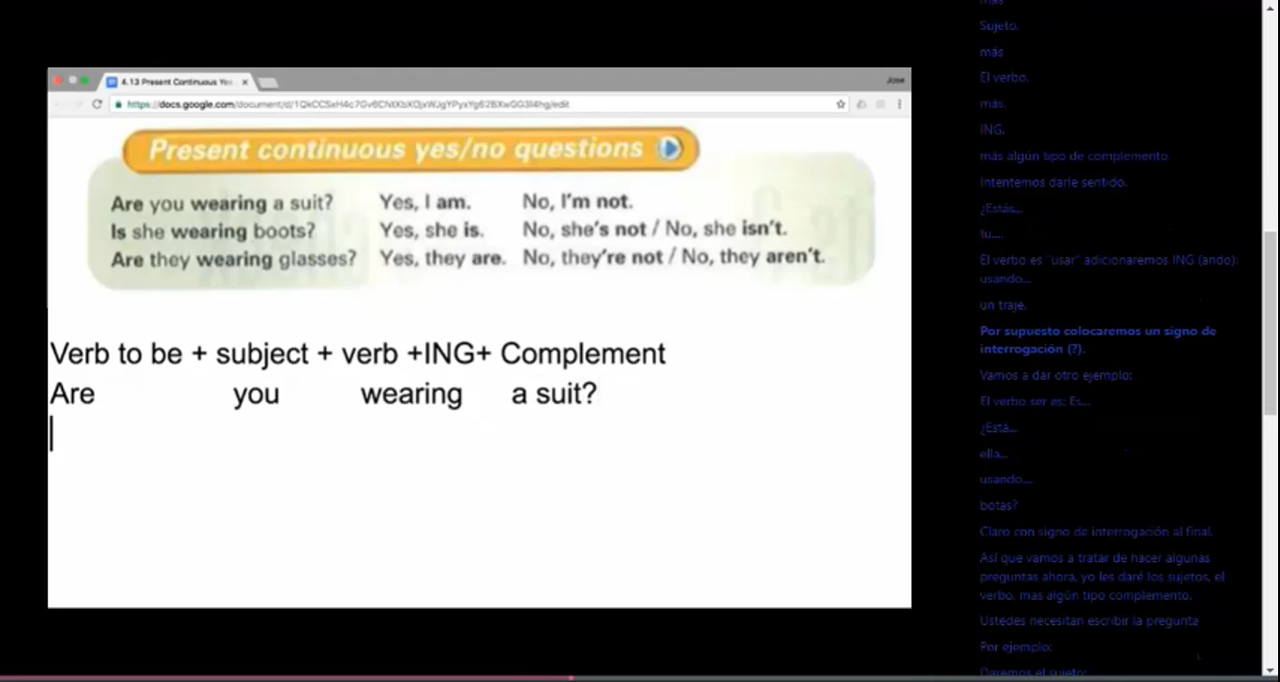 4.13 Present Continuous Yes
Jose
Present continuous yes/no questions
Are you wearing a suit? Yes, I am. No, I'm not.
Is she wearing boots? Yes, she is. No, she's not / No, she isn't.
Are they wearing glasses? Yes, they are. No, they're not / No, they aren't.
Verb to be + subject + verb +ING+ Complement
Are you wearing a suit?
más
Sujeto.
más
El verbo.
más.
ING.
más algún tipo de complemento
Intentemos darle sentido.
¿Estás...
tu....
El verbo es "usar" adicionaremos ING (ando):
usando...
un traje.
Por supuesto colocaremos un signo de
interrogación (?).
Vamos a dar otro ejemplo:
El verbo ser es: Es...
¿Está...
ella...
usando....
botas?
Claro con signo de interrogación al final.
Así que vamos a tratar de hacer algunas
preguntas ahora, yo les daré los sujetos, el
verbo, mas algún tipo complemento.
Ustedes necesitan escribir la pregunta
Por ejemplo:
Daremos el sujeto: